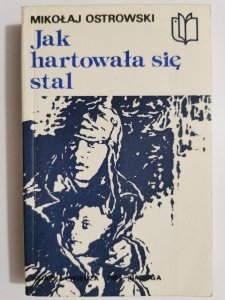 MIKOŁAJ OSTROWSKI
Jak
hartowała się
stal